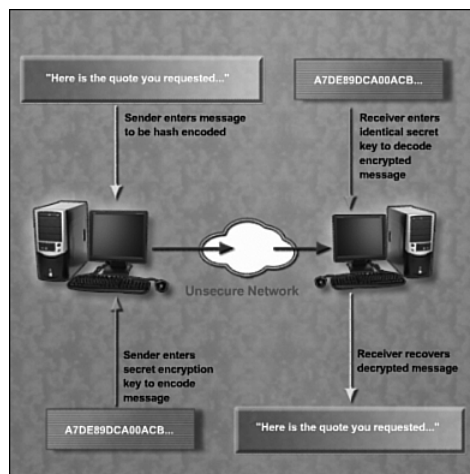 "Here is the quote you requested..."
A7DE89DCA00ACB...
Sender enters message
to be hash encoded
Receiver enters
identical secret
key to decode
encrypted
message
Unsecure Network
Sender enters
secret encryption
key to encode
message
Receiver recovers
decrypted message
A7DE89DCA00ACB...
"Here is the quote you requested..."